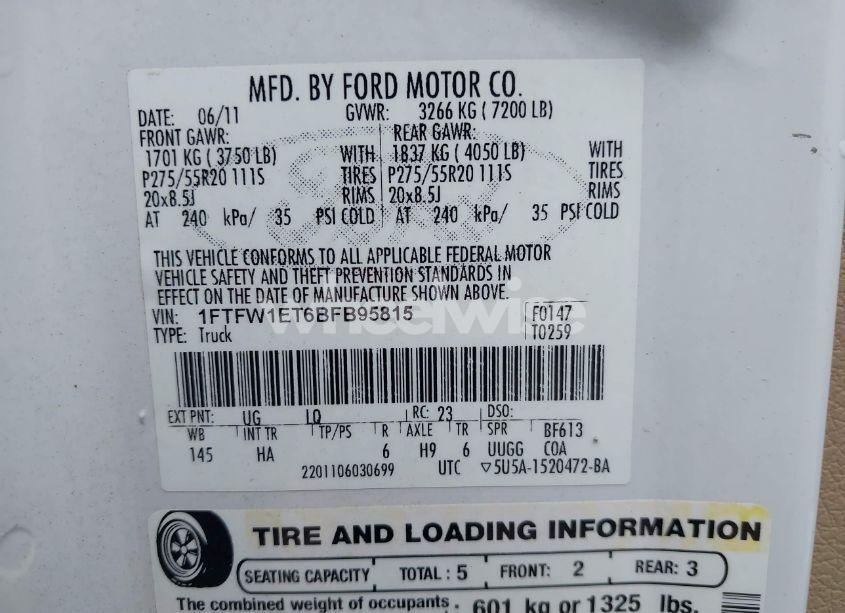 MFD. BY FORD MOTOR CO.
DATE: 06/11 GVWR: 3266 KG ( 7200 LB)
FRONT GAWR: REAR GAWR:
1701 KG ( 3750 LB) WITH 1837 KG ( 4050 LB) WITH
P275/55R20 111S TIRES P275/55R20 111S TIRES
20x8.5J RIMS 20x8.5J RIMS
AT 240 kPa/ 35 PSI COLD AT 240 kPa/ 35 PSI COLD
THIS VEHICLE CONFORMS TO ALL APPLICABLE FEDERAL MOTOR
VEHICLE SAFETY AND THEFT PREVENTION STANDARDS IN
EFFECT ON THE DATE OF MANUFACTURE SHOWN ABOVE.
VIN: 1FTFW1ET6BFB95815 F0147
TYPE: Truck T0259
wheelwise
EXT PNT: UG LQ RC: 23 DSO:
WB INT TR TP/PS R AXLE TR SPR BF613
145 HA 6 H9 6 UUGG COA
2201106030699 UTC ▽5U5A-1520472-BA
TIRE AND LOADING INFORMATION
SEATING CAPACITY TOTAL : 5 FRONT: 2 REAR: 3
The combined weight of occupants 601 kg or 1325 lbs.